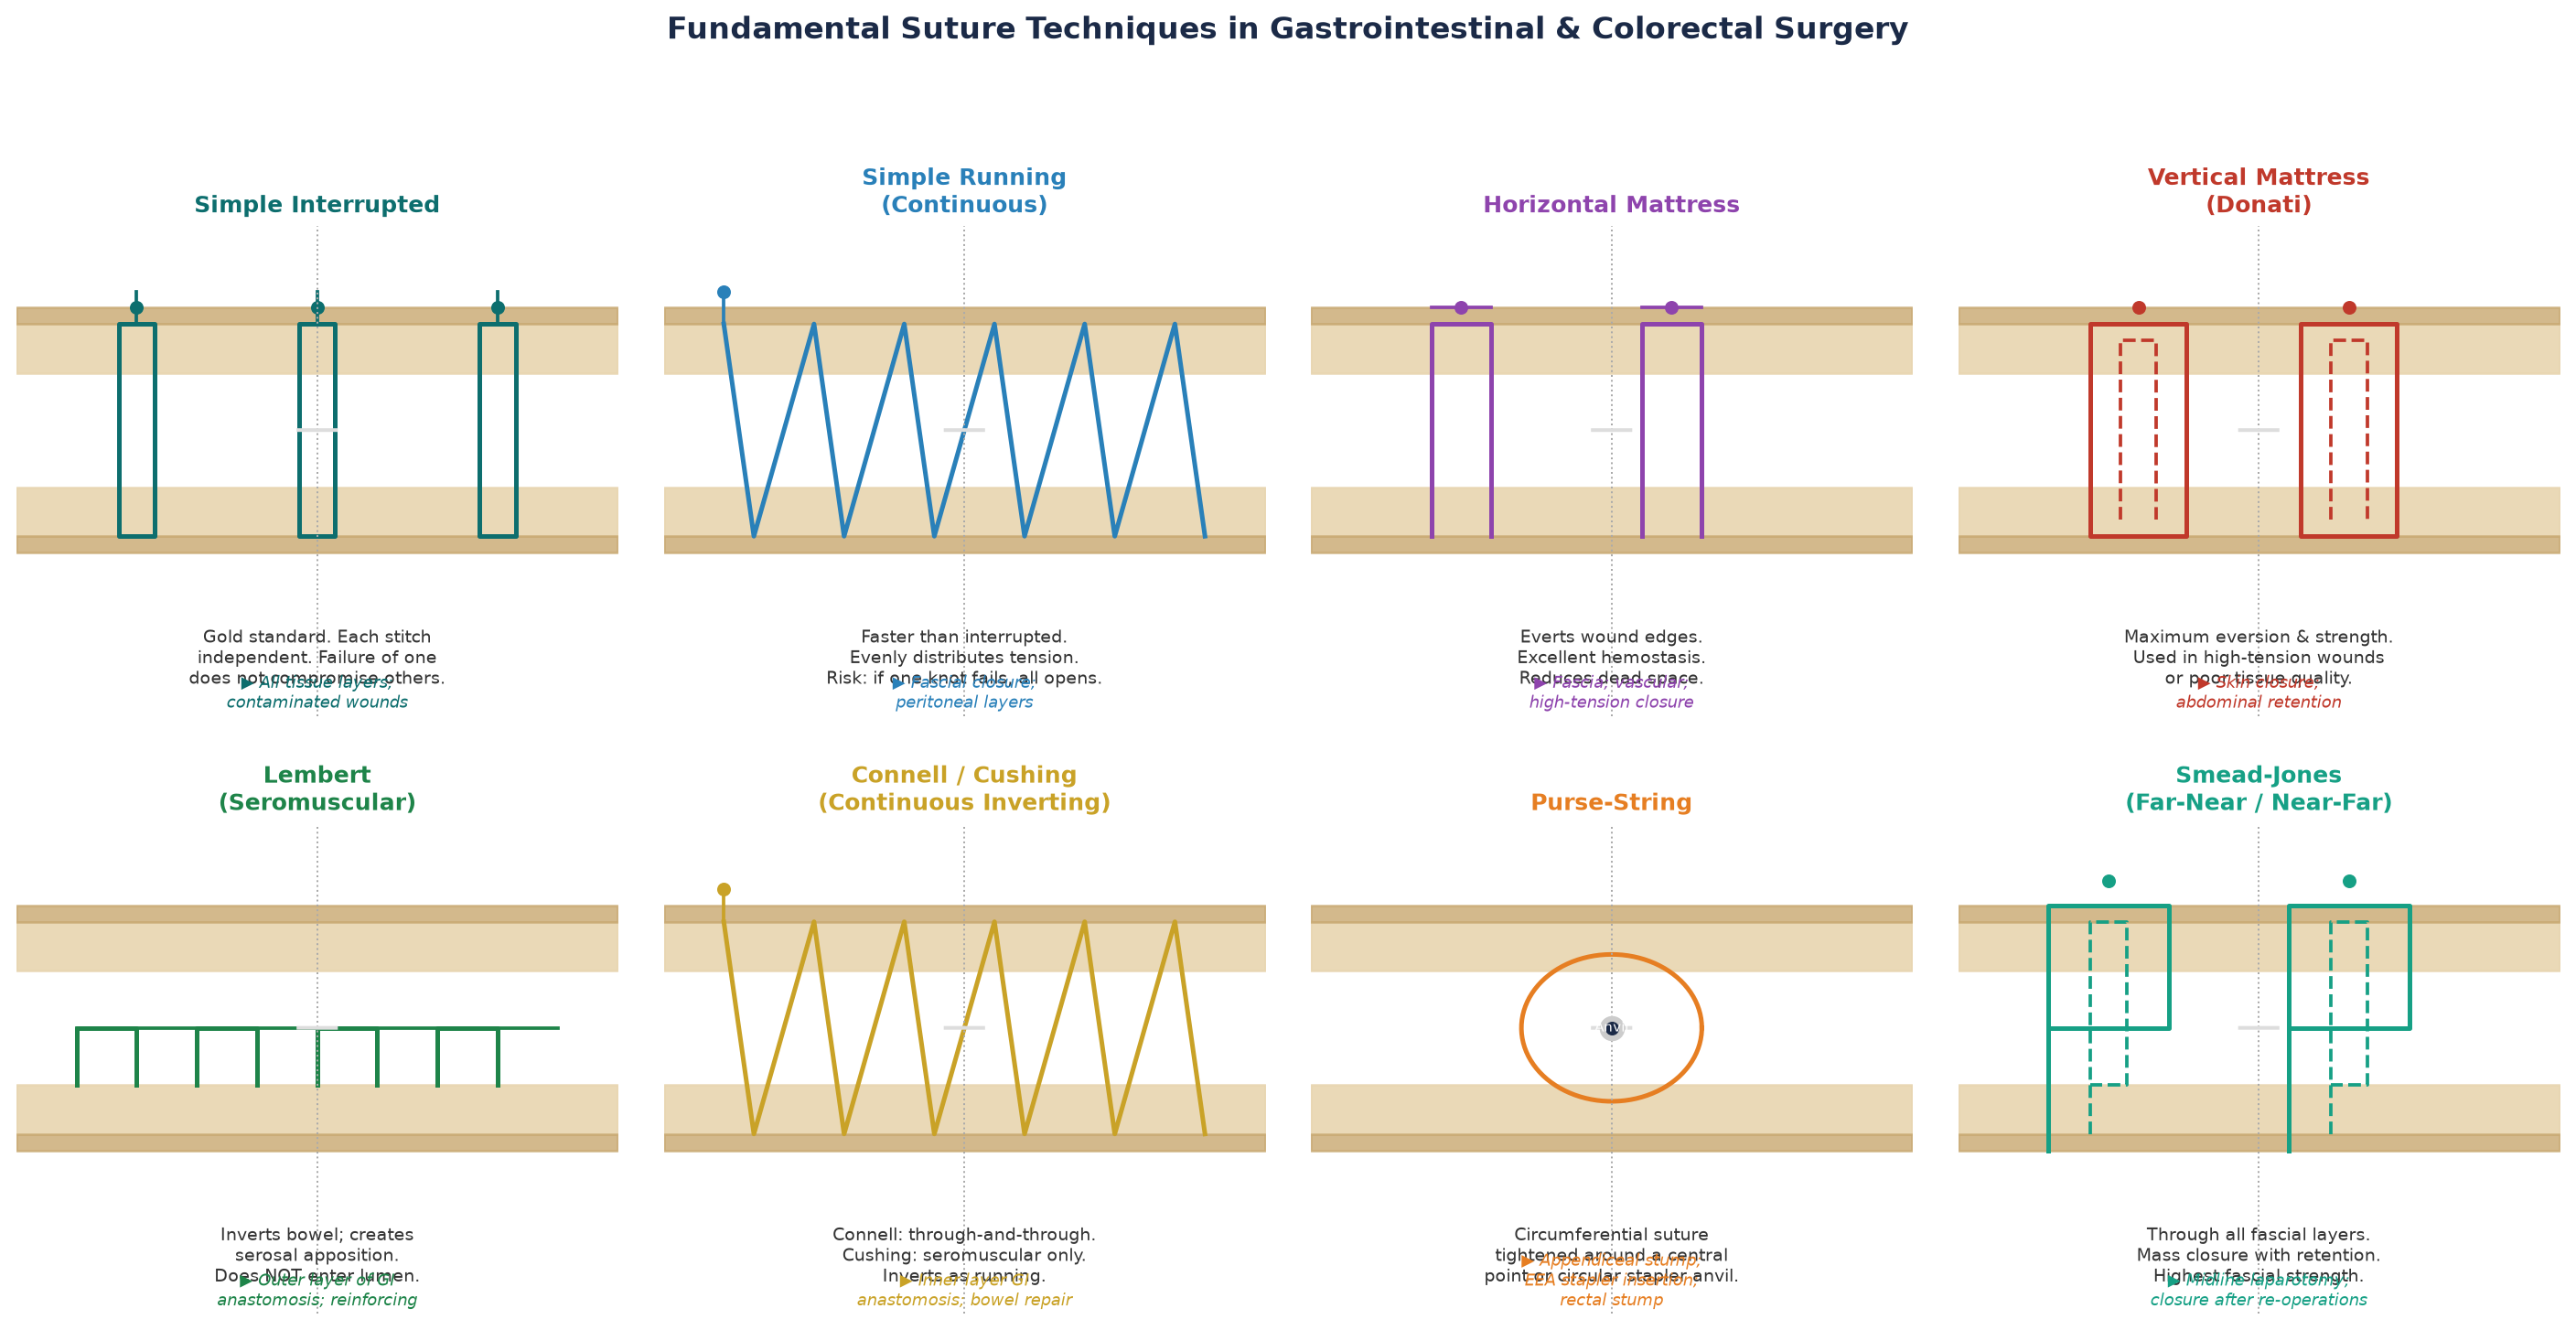 Fundamental Suture Techniques in Gastrointestinal & Colorectal Surgery
Simple Interrupted
Gold standard. Each stitch
independent. Failure of one
does not compromise others.
▶ All tissue layers;
contaminated wounds
Simple Running
(Continuous)
Faster than interrupted.
Evenly distributes tension.
Risk: if one knot fails, all opens.
▶ Fascial closure;
peritoneal layers
Horizontal Mattress
Everts wound edges.
Excellent hemostasis.
Reduces dead space.
▶ Fascia, vascular,
high-tension closure
Vertical Mattress
(Donati)
Maximum eversion & strength.
Used in high-tension wounds
or poor tissue quality.
▶ Skin closure;
abdominal retention
Lembert
(Seromuscular)
Inverts bowel; creates
serosal apposition.
Does NOT enter lumen.
▶ Outer layer of GI
anastomosis; reinforcing
Connell / Cushing
(Continuous Inverting)
Connell: through-and-through.
Cushing: seromuscular only.
Inverts as running.
▶ Inner layer GI
anastomosis; bowel repair
Purse-String
Circumferential suture
tightened around a central
point or circular stapler anvil.
▶ Appendiceal stump;
EEA stapler insertion;
rectal stump
Smead-Jones
(Far-Near / Near-Far)
Through all fascial layers.
Mass closure with retention.
Highest fascial strength.
▶ Midline laparotomy;
closure after re-operations